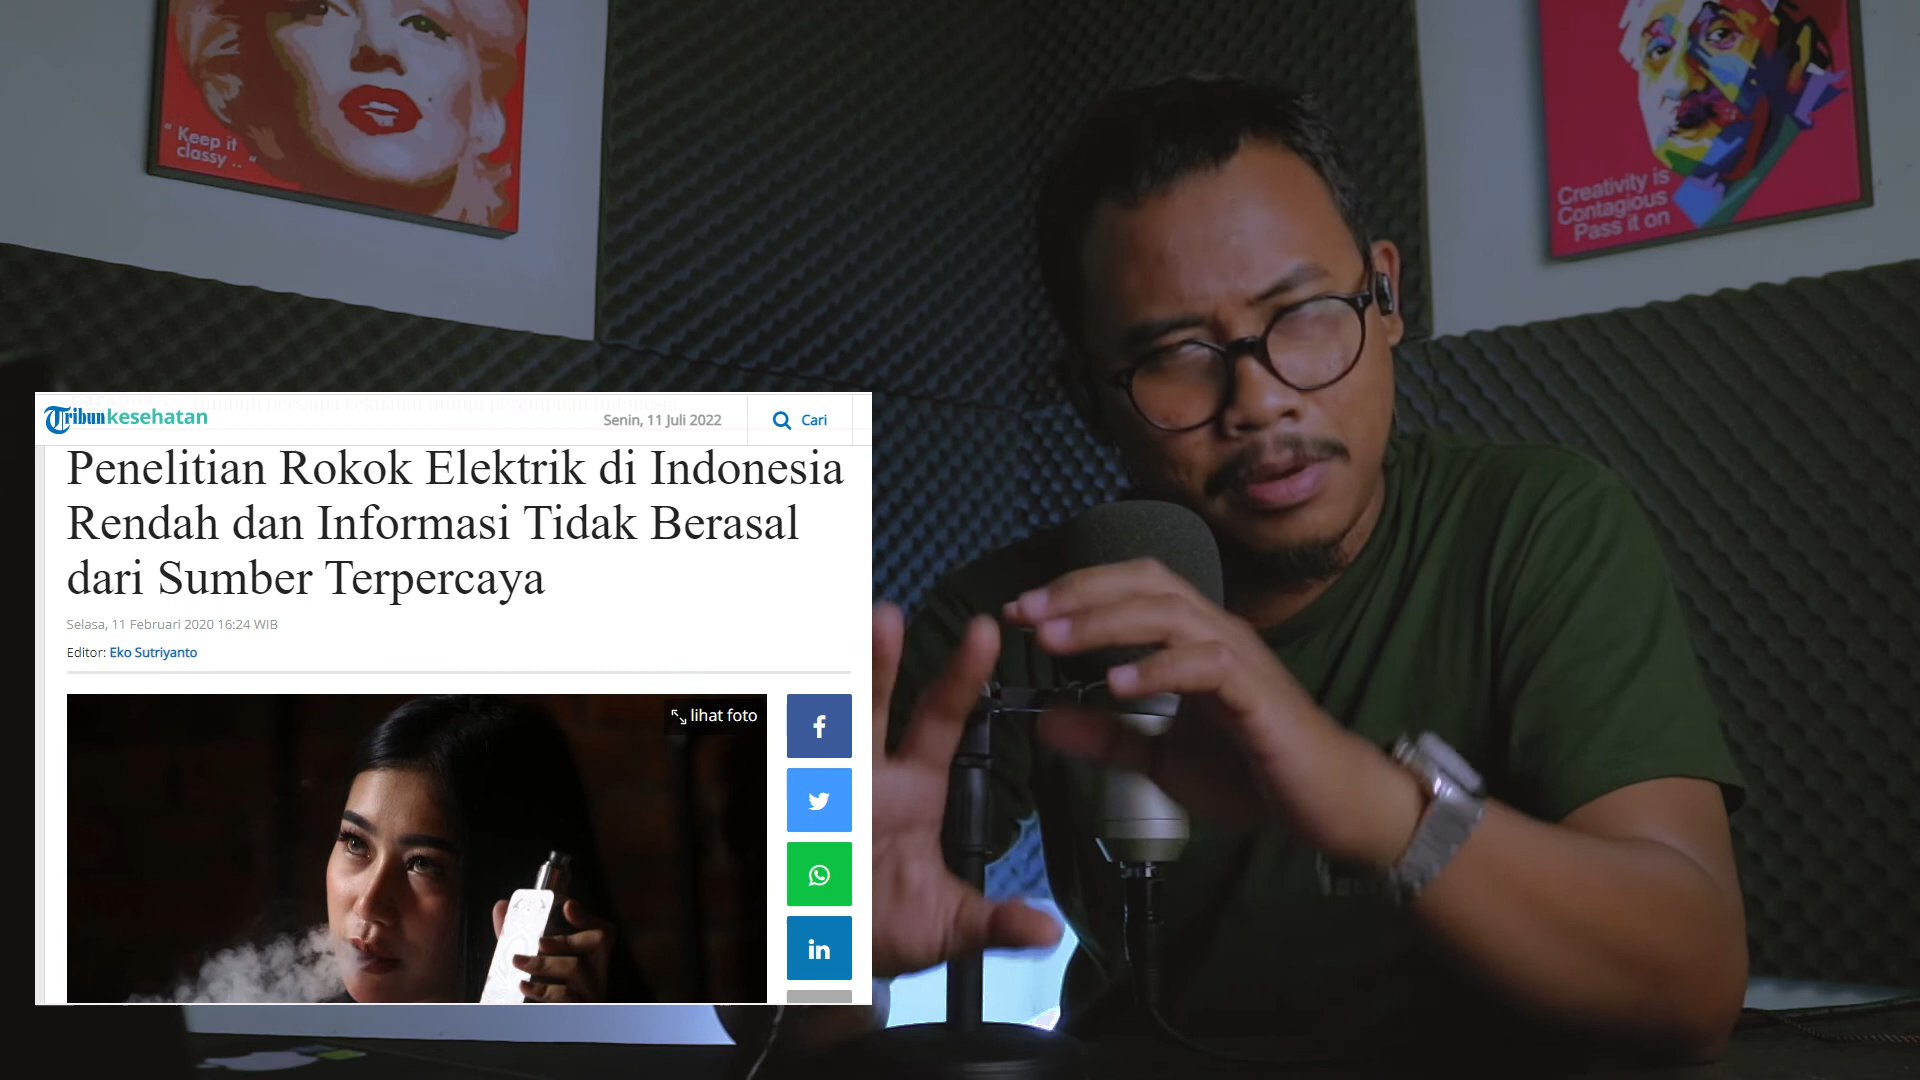 " Keep it
classy .. "
Creativity is
Contagious
Pass it on
Tribunkesehatan
Senin, 11 Juli 2022
Cari
Penelitian Rokok Elektrik di Indonesia
Rendah dan Informasi Tidak Berasal
dari Sumber Terpercaya
Selasa, 11 Februari 2020 16:24 WIB
Editor: Eko Sutriyanto
lihat foto